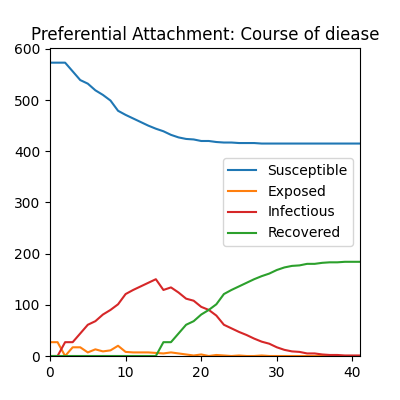 Preferential Attachment: Course of diease
600
500
400
300
200
100
0
Susceptible
Exposed
Infectious
Recovered
0 10 20 30 40